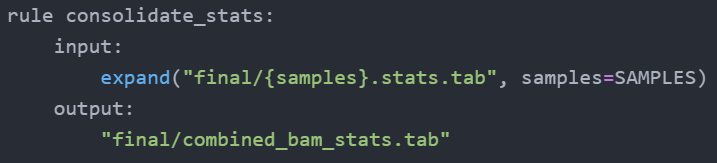 rule consolidate_stats:
    input:
        expand("final/{samples}.stats.tab", samples=SAMPLES)
    output:
        "final/combined_bam_stats.tab"